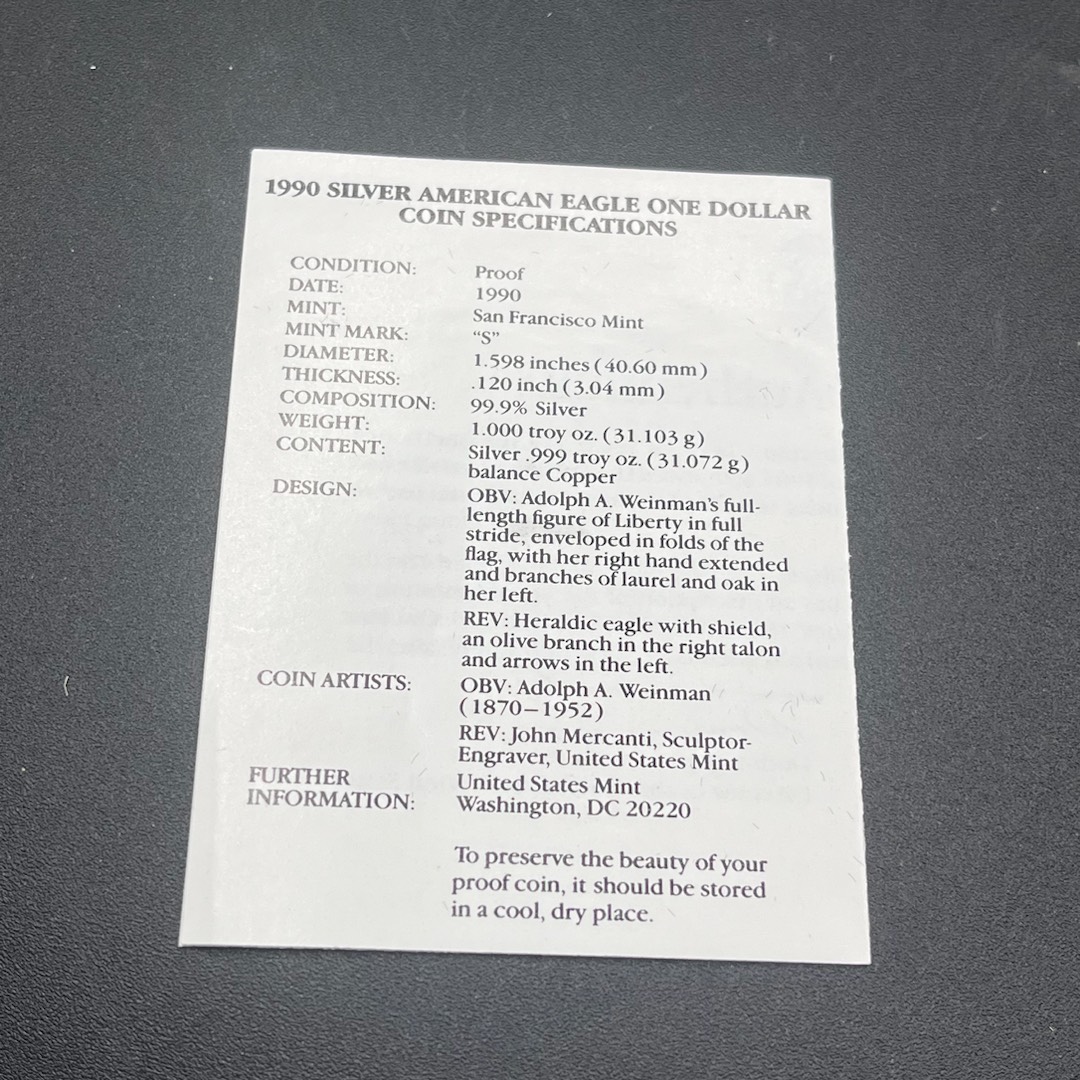 1990 SILVER AMERICAN EAGLE ONE DOLLAR
COIN SPECIFICATIONS
CONDITION: Proof
DATE: 1990
MINT: San Francisco Mint
MINT MARK: “S”
DIAMETER: 1.598 inches (40.60 mm)
THICKNESS: .120 inch (3.04 mm)
COMPOSITION: 99.9% Silver
WEIGHT: 1.000 troy oz. (31.103 g)
CONTENT: Silver .999 troy oz. (31.072 g)
balance Copper
DESIGN: OBV: Adolph A. Weinman’s full-
length figure of Liberty in full
stride, enveloped in folds of the
flag, with her right hand extended
and branches of laurel and oak in
her left.
REV: Heraldic eagle with shield,
an olive branch in the right talon
and arrows in the left.
COIN ARTISTS: OBV: Adolph A. Weinman
(1870–1952)
REV: John Mercanti, Sculptor-
Engraver, United States Mint
FURTHER United States Mint
INFORMATION: Washington, DC 20220
To preserve the beauty of your
proof coin, it should be stored
in a cool, dry place.